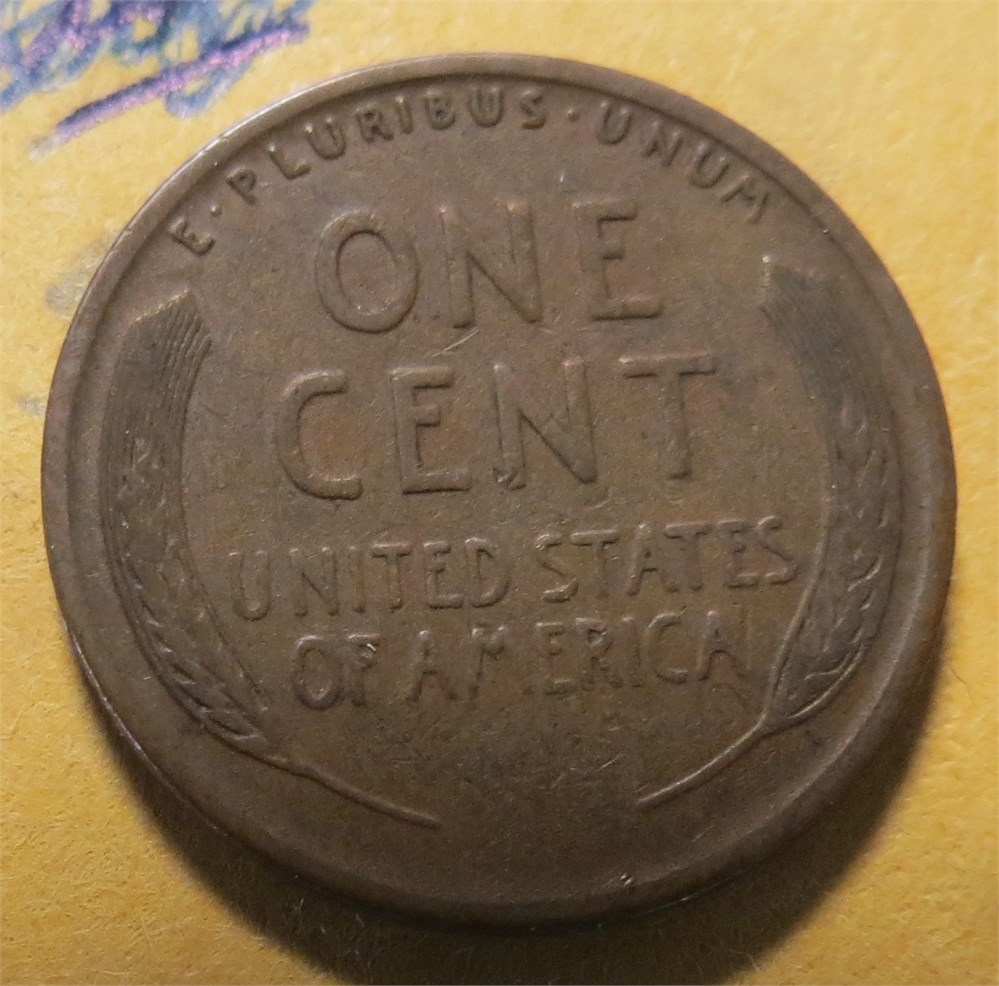 E · PLURIBUS · UNUM
ONE
CENT
UNITED STATES
OF AMERICA